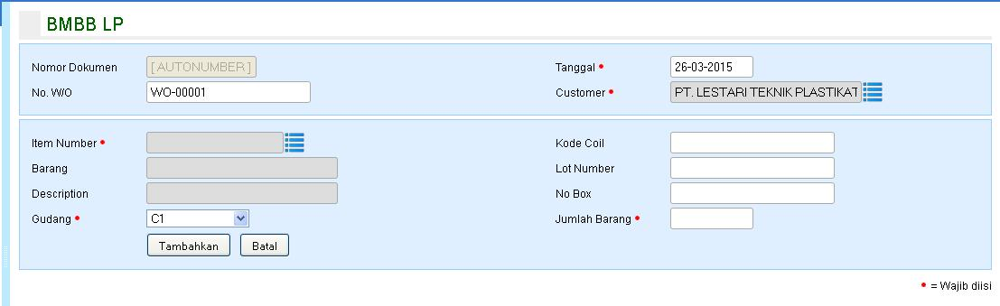 BMBB LP
Nomor Dokumen [ AUTONUMBER ] Tanggal • 26-03-2015
No. W/O WO-00001 Customer • PT. LESTARI TEKNIK PLASTIKAT
Item Number • Kode Coil
Barang Lot Number
Description No Box
Gudang • C1 Jumlah Barang •
Tambahkan Batal
• = Wajib diisi